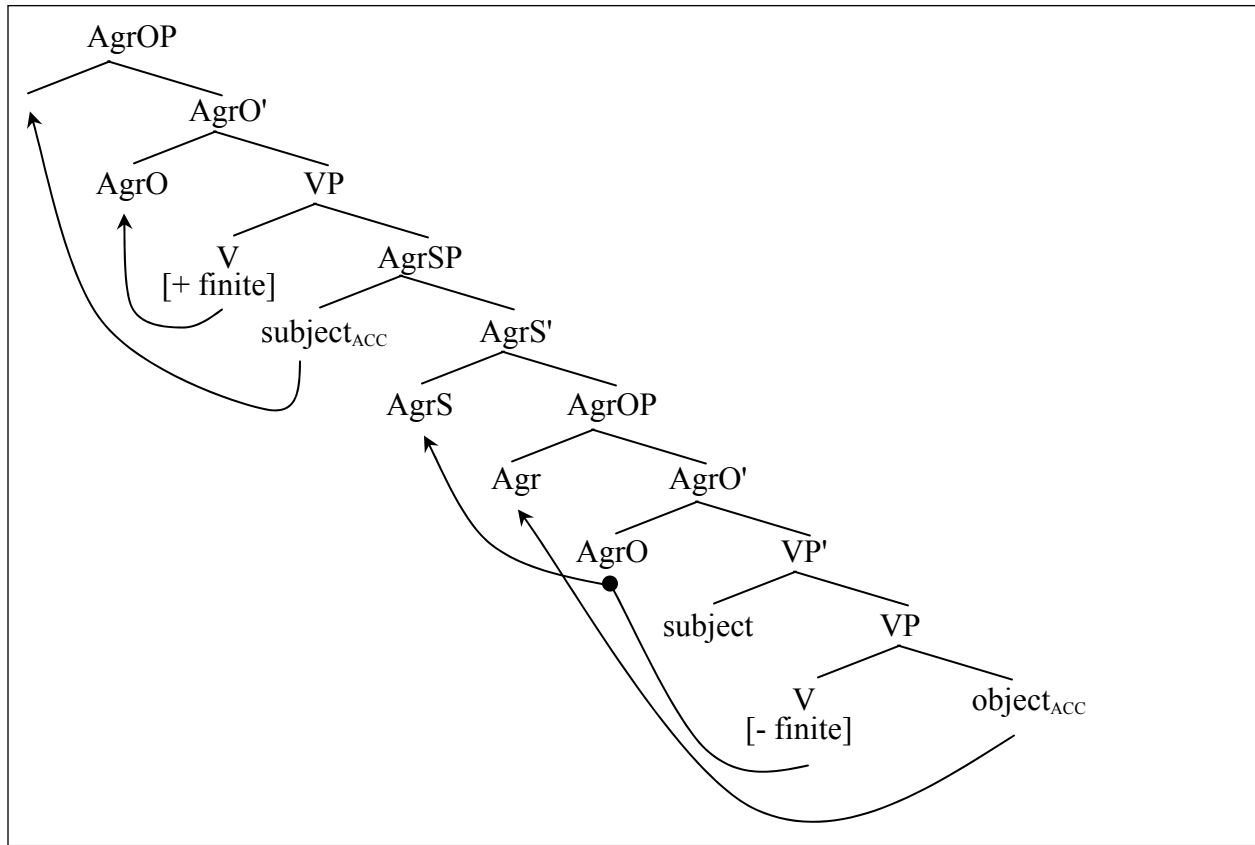 AgrOP
AgrO'
AgrO VP
V AgrSP
[+ finite]
subjectACC AgrS'
AgrS AgrOP
Agr AgrO'
AgrO VP'
subject VP
V objectACC
[- finite]